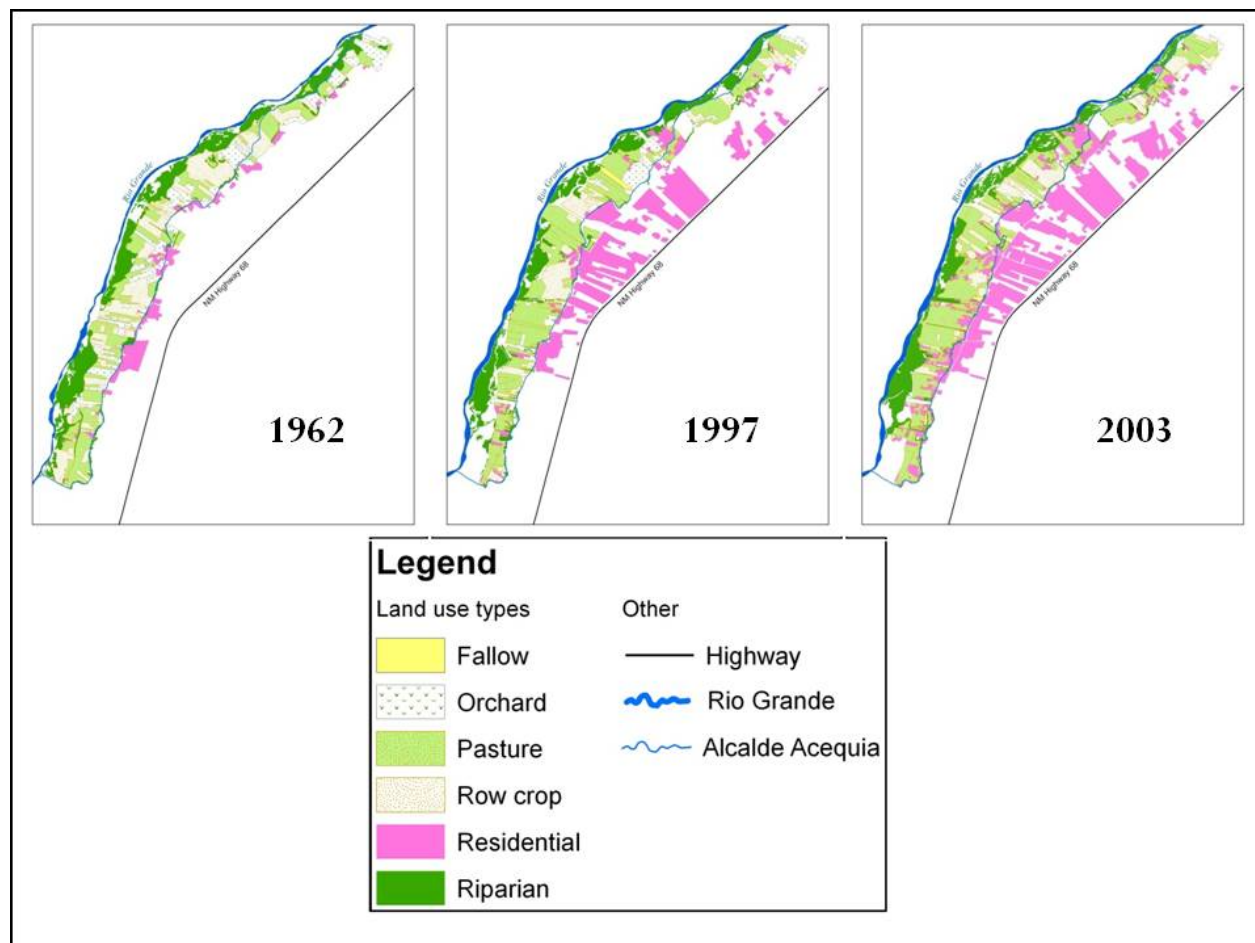 Rio Grande
NM Highway 68
1962
Rio Grande
NM Highway 68
1997
Rio Grande
NM Highway 68
2003
Legend
Land use types
Other
Fallow
Highway
Orchard
Rio Grande
Pasture
Alcalde Acequia
Row crop
Residential
Riparian